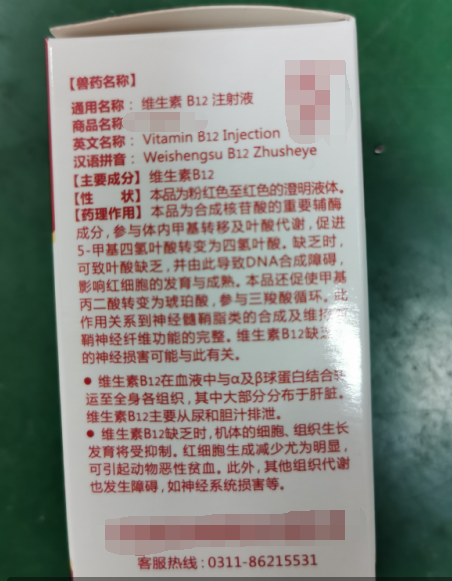 【兽药名称】
通用名称：维生素 B12 注射液
商品名称
英文名称：Vitamin B12 Injection
汉语拼音：Weishengsu B12 Zhusheye
【主要成分】维生素B12
【性 状】本品为粉红色至红色的澄明液体。
【药理作用】本品为合成核苷酸的重要辅酶
成分，参与体内甲基转移及叶酸代谢，促进
5-甲基四氢叶酸转变为四氢叶酸。缺乏时，
可致叶酸缺乏，并由此导致DNA合成障碍，
影响红细胞的发育与成熟。本品还促使甲基
丙二酸转变为琥珀酸，参与三羧酸循环。此
作用关系到神经髓鞘脂类的合成及维持
鞘神经纤维功能的完整。维生素B12缺乏
的神经损害可能与此有关。
● 维生素B12在血液中与α及β球蛋白结合转
运至全身各组织，其中大部分分布于肝脏。
维生素B12主要从尿和胆汁排泄。
● 维生素B12缺乏时，机体的细胞、组织生长
发育将受抑制。红细胞生成减少尤为明显，
可引起动物恶性贫血。此外，其他组织代谢
也发生障碍，如神经系统损害等。
客服热线：0311-86215531